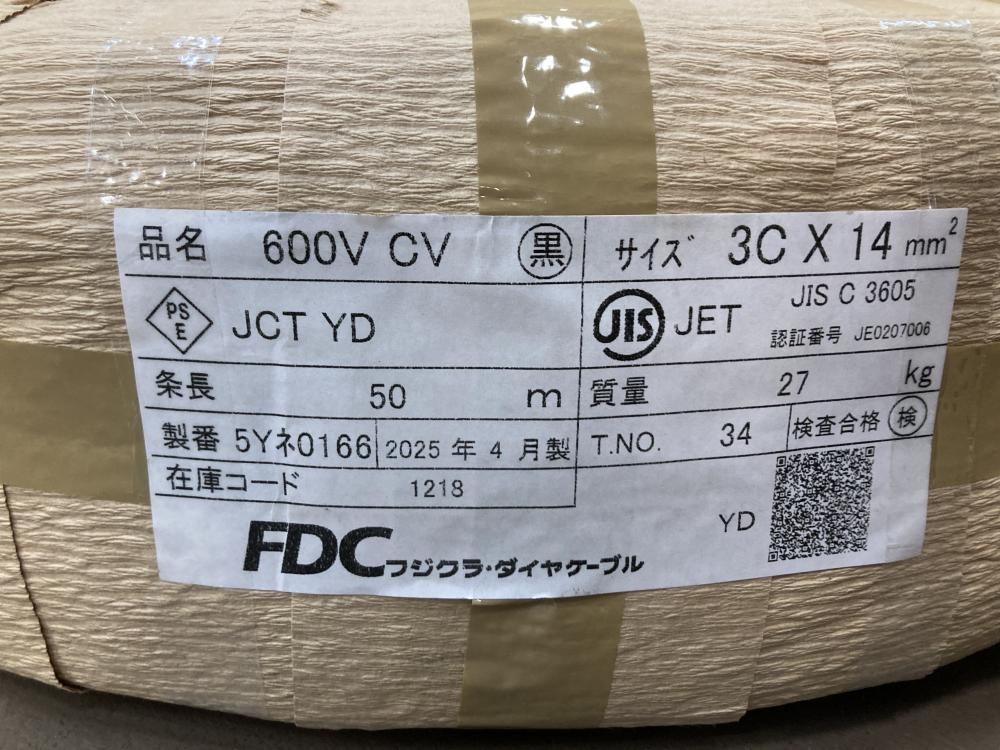 品名 600V CV 黒 サイズ 3C X 14 mm²
PS E JCT YD JIS JET JIS C 3605
認証番号 JE0207006
条長 50 m 質量 27 kg
製番 5Yネ0166 2025 年 4 月製 T.NO. 34 検査合格 検
在庫コード 1218
YD
FDC フジクラ・ダイヤケーブル